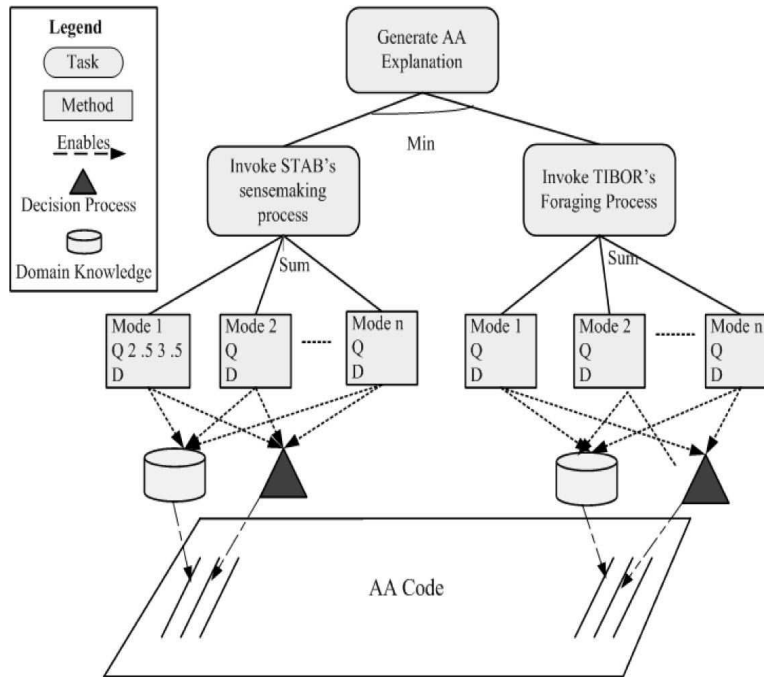 Legend
Task
Method
Enables
Decision Process
Domain Knowledge
Generate AA
Explanation
Min
Invoke STAB's
sensemaking
process
Invoke TIBOR's
Foraging Process
Sum
Sum
Mode 1
Q 2 .5 3 .5
D
Mode 2
Q
D
Mode n
Q
D
Mode 1
Q
D
Mode 2
Q
D
Mode n
Q
D
AA Code